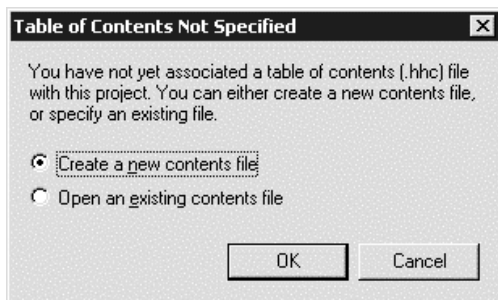 Table of Contents Not Specified
You have not yet associated a table of contents (.hhc) file
with this project. You can either create a new contents file,
or specify an existing file.
Create a new contents file
Open an existing contents file
OK Cancel